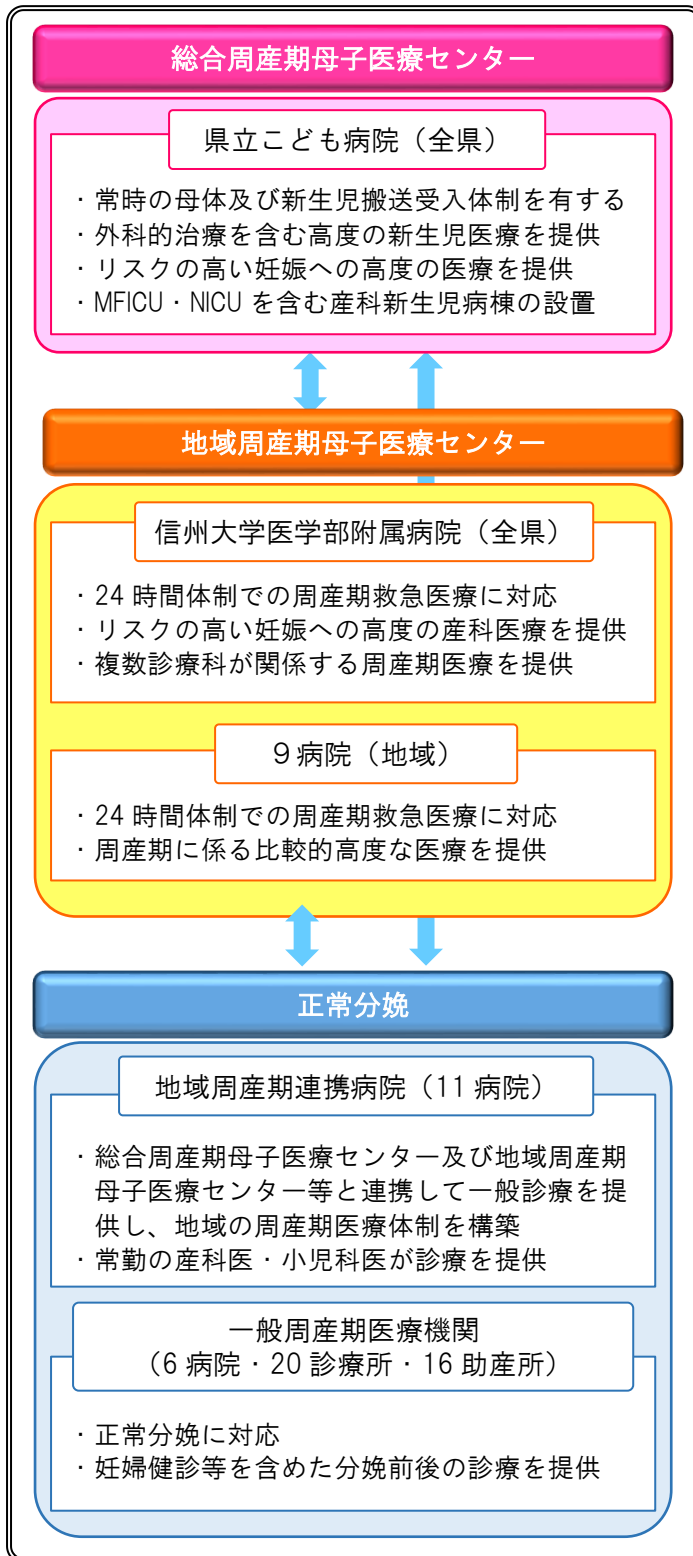 総合周産期母子医療センター
県立こども病院（全県）
・常時の母体及び新生児搬送受入体制を有する
・外科的治療を含む高度の新生児医療を提供
・リスクの高い妊娠への高度の医療を提供
・MFICU・NICU を含む産科新生児病棟の設置
地域周産期母子医療センター
信州大学医学部附属病院（全県）
・24 時間体制での周産期救急医療に対応
・リスクの高い妊娠への高度の産科医療を提供
・複数診療科が関係する周産期医療を提供
９病院（地域）
・24 時間体制での周産期救急医療に対応
・周産期に係る比較的高度な医療を提供
正常分娩
地域周産期連携病院（11 病院）
・総合周産期母子医療センター及び地域周産期
母子医療センター等と連携して一般診療を提
供し、地域の周産期医療体制を構築
・常勤の産科医・小児科医が診療を提供
一般周産期医療機関
（6 病院・20 診療所・16 助産所）
・正常分娩に対応
・妊婦健診等を含めた分娩前後の診療を提供